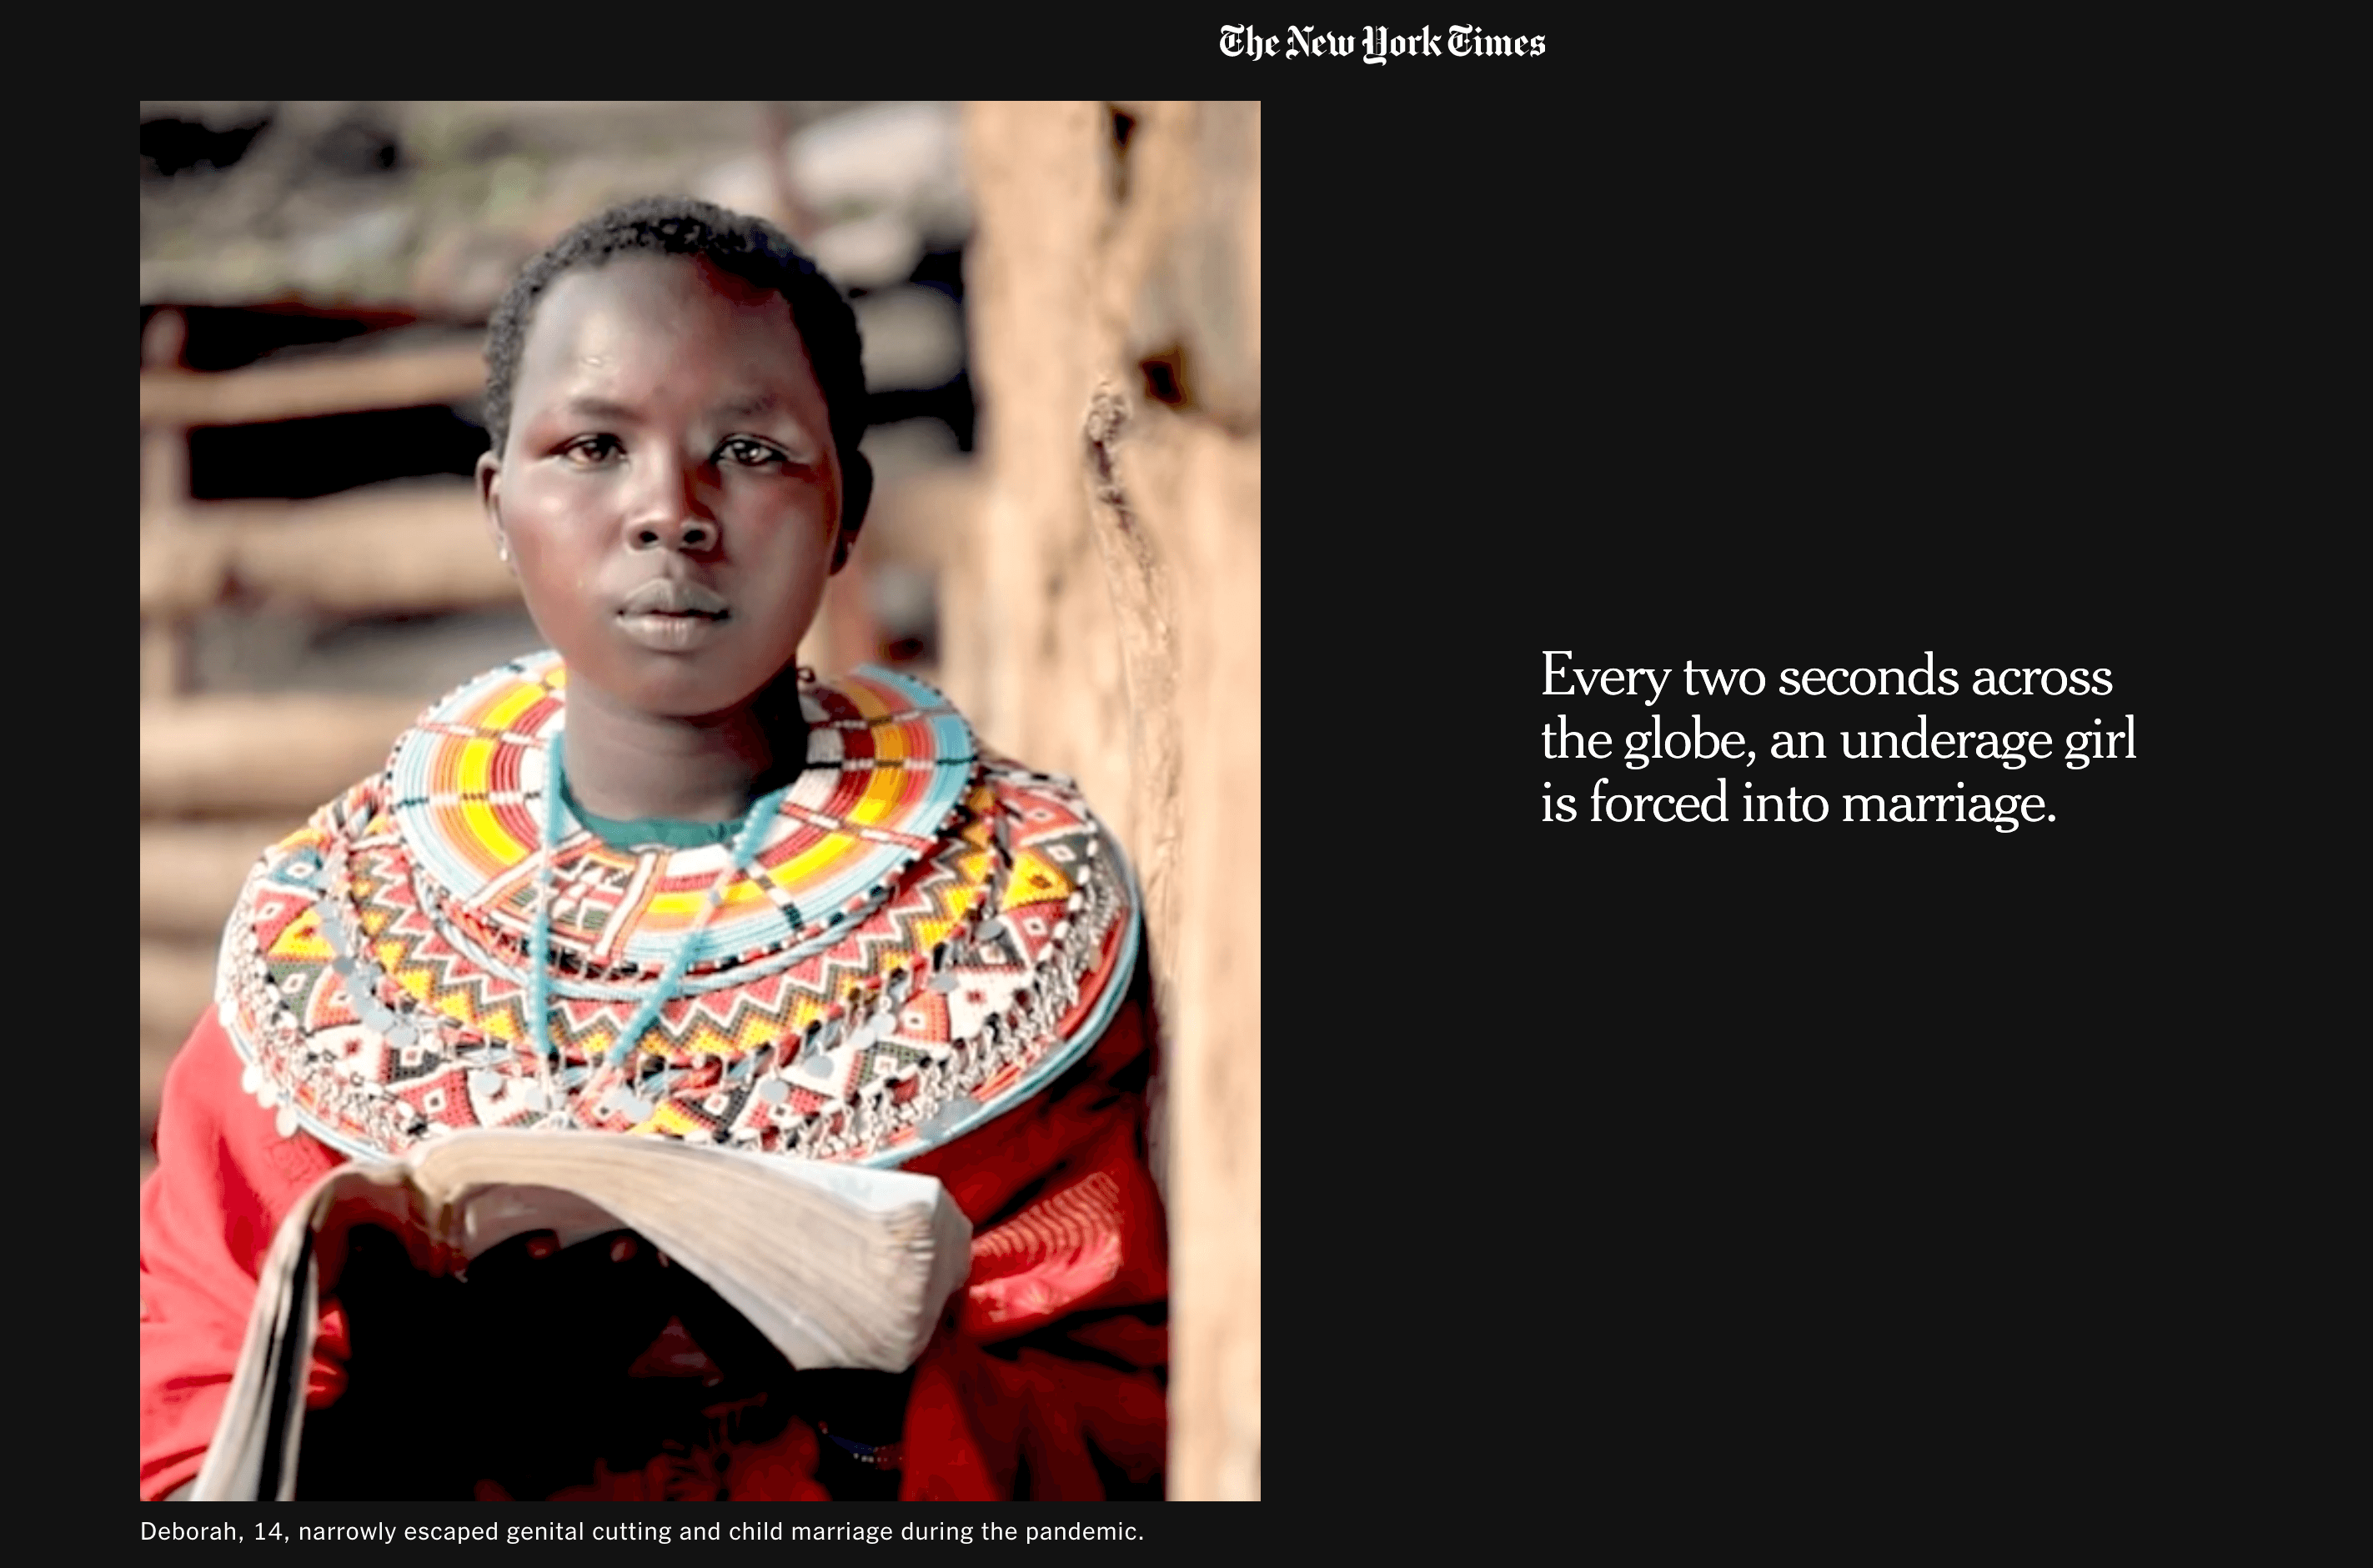 The New York Times
Every two seconds across
the globe, an underage girl
is forced into marriage.
Deborah, 14, narrowly escaped genital cutting and child marriage during the pandemic.